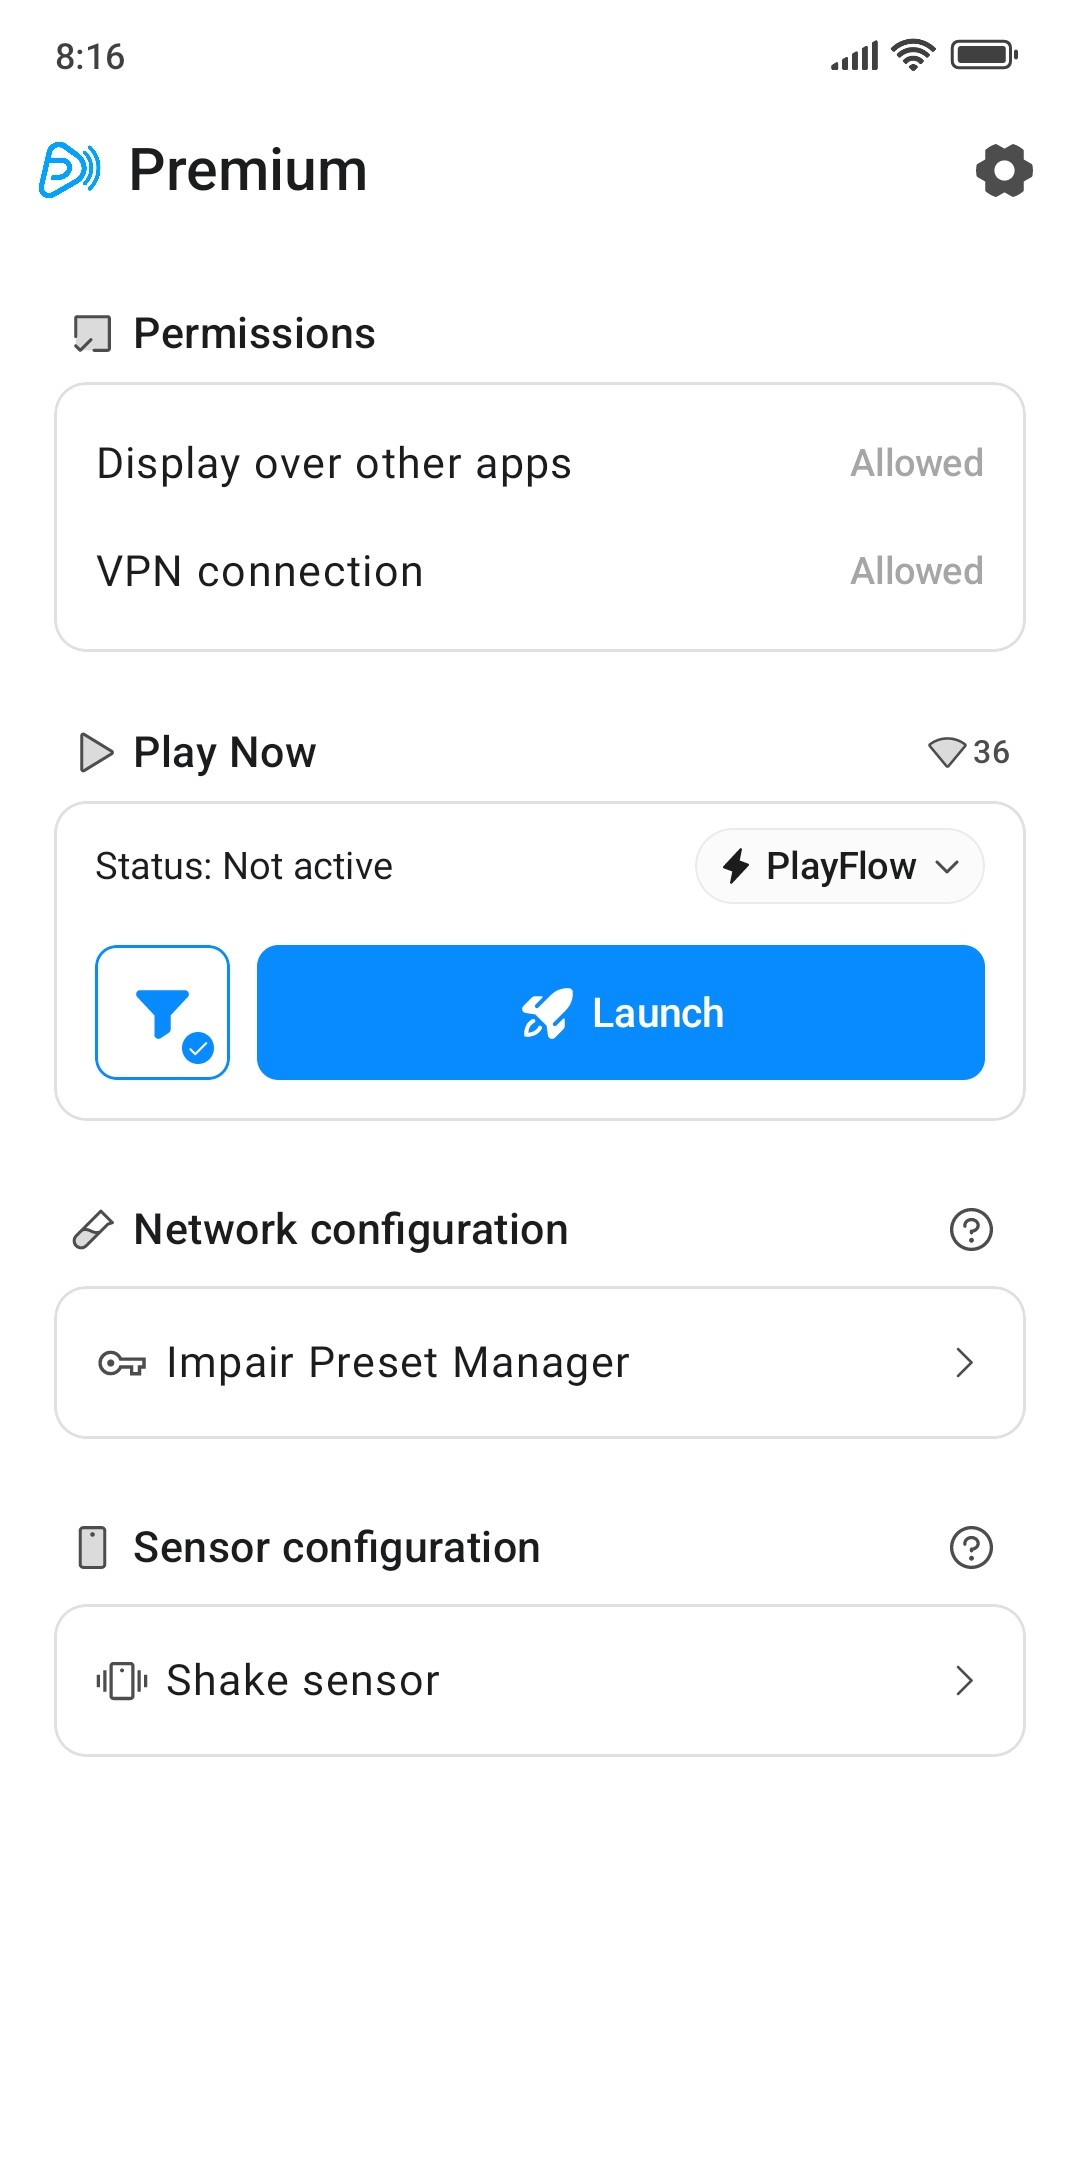 8:16
Premium
Permissions
Display over other apps Allowed
VPN connection Allowed
Play Now 36
Status: Not active PlayFlow
Launch
Network configuration
Impair Preset Manager
Sensor configuration
Shake sensor